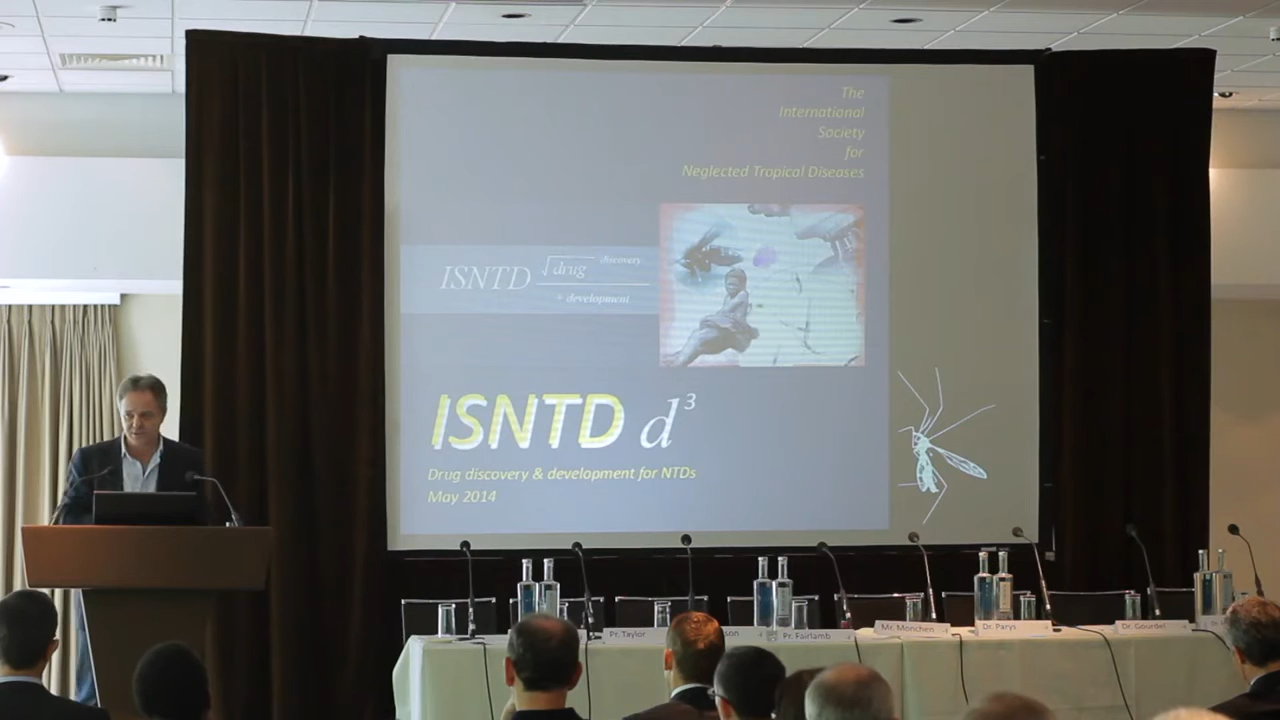 The
International
Society
for
Neglected Tropical Diseases
ISNTD √drug discovery
+ development
ISNTD d³
Drug discovery & development for NTDs
May 2014
Pr. Taylor
Pr. Fairlamb
Mr. Monchen
Dr. Parys
Dr. Gourdel